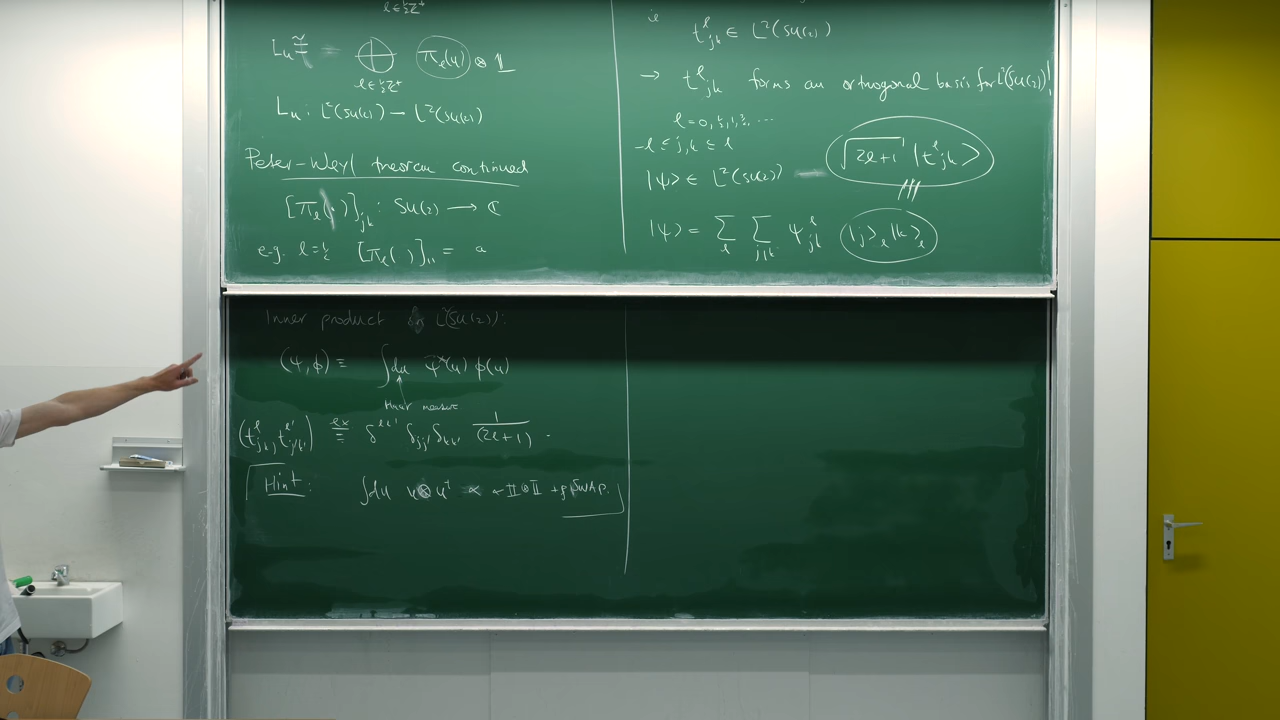 ℓ∈½ℤ⁺
L_u ≅ ⊕ π_ℓ(u) ⊗ 𝟙
ℓ∈½ℤ⁺
L_u : L²(SU(2)) → L²(SU(2))
Peter-Weyl theorem continued
[π_ℓ(·)]_{jk} : SU(2) → ℂ
e.g. ℓ=½ [π_ℓ( )]_{11} = a
ie
t^ℓ_{jk} ∈ L²(SU(2))
→ t^ℓ_{jk} forms an orthogonal basis for L²(SU(2))!
ℓ=0,½,1,3/2,...
-ℓ ≤ j,k ≤ ℓ
|ψ> ∈ L²(SU(2)) √2ℓ+1 |t^ℓ_{jk}>
|ψ> = Σ_ℓ Σ_{j,k} ψ^ℓ_{jk} |j>_ℓ|k>_ℓ
Inner product on L²(SU(2)):
(ψ,φ) ≡ ∫du ψ*(u) φ(u)
Haar measure
(t^ℓ_{jk}, t^{ℓ'}_{j'k'}) ≡^{ex} δ^{ℓℓ'} δ_{jj'} δ_{kk'} 1/(2ℓ+1)
Hint: ∫du u⊗u† ∝ α 𝕀⊗𝕀 + β SWAP.